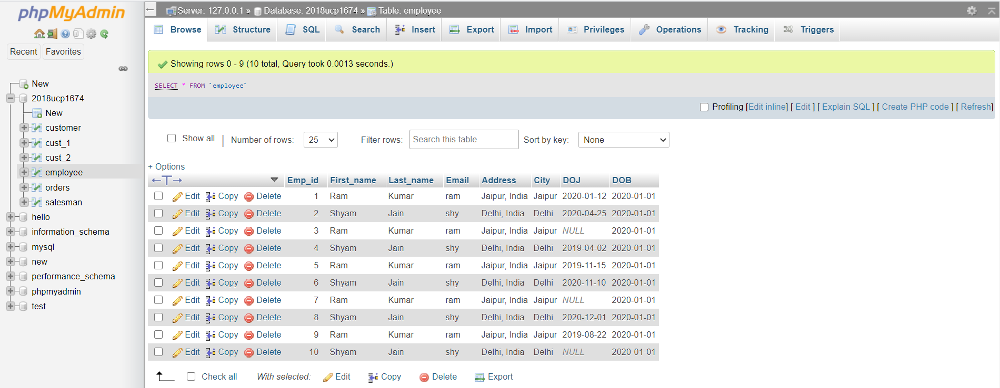 phpMyAdmin
Recent Favorites
New
2018ucp1674
New
customer
cust_1
cust_2
employee
orders
salesman
hello
information_schema
mysql
new
performance_schema
phpmyadmin
test
Server: 127.0.0.1 » Database: 2018ucp1674 » Table: employee
Browse Structure SQL Search Insert Export Import Privileges Operations Tracking Triggers
Showing rows 0 - 9 (10 total, Query took 0.0013 seconds.)
SELECT * FROM `employee`
Profiling [Edit inline] [ Edit ] [ Explain SQL ] [ Create PHP code ] [ Refresh]
Show all | Number of rows: 25 Filter rows: Search this table Sort by key: None
+ Options
←T→ Emp_id First_name Last_name Email Address City DOJ DOB
Edit Copy Delete 1 Ram Kumar ram Jaipur, India Jaipur 2020-01-12 2020-01-01
Edit Copy Delete 2 Shyam Jain shy Delhi, India Delhi 2020-04-25 2020-01-01
Edit Copy Delete 3 Ram Kumar ram Jaipur, India Jaipur NULL 2020-01-01
Edit Copy Delete 4 Shyam Jain shy Delhi, India Delhi 2019-04-02 2020-01-01
Edit Copy Delete 5 Ram Kumar ram Jaipur, India Jaipur 2019-11-15 2020-01-01
Edit Copy Delete 6 Shyam Jain shy Delhi, India Delhi 2020-11-10 2020-01-01
Edit Copy Delete 7 Ram Kumar ram Jaipur, India Jaipur NULL 2020-01-01
Edit Copy Delete 8 Shyam Jain shy Delhi, India Delhi 2020-12-01 2020-01-01
Edit Copy Delete 9 Ram Kumar ram Jaipur, India Jaipur 2019-08-22 2020-01-01
Edit Copy Delete 10 Shyam Jain shy Delhi, India Delhi NULL 2020-01-01
Check all With selected: Edit Copy Delete Export